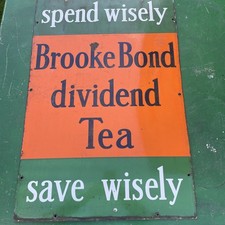 spend wisely
Brooke Bond
dividend
Tea
save wisely